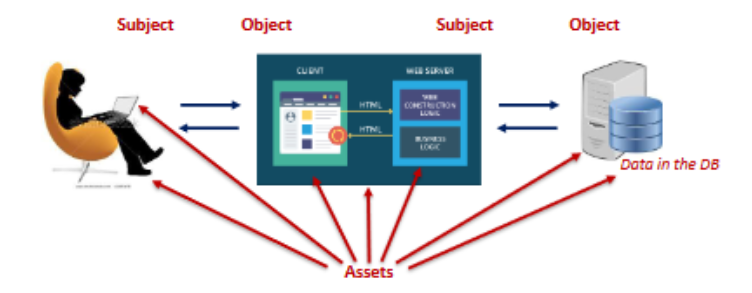 Subject
Object
Subject
Object
CLIENT
WEB SERVER
HTML
HTML
WEB
CONSTRUCTION
LOGIC
BUSINESS
LOGIC
Data in the DB
Assets